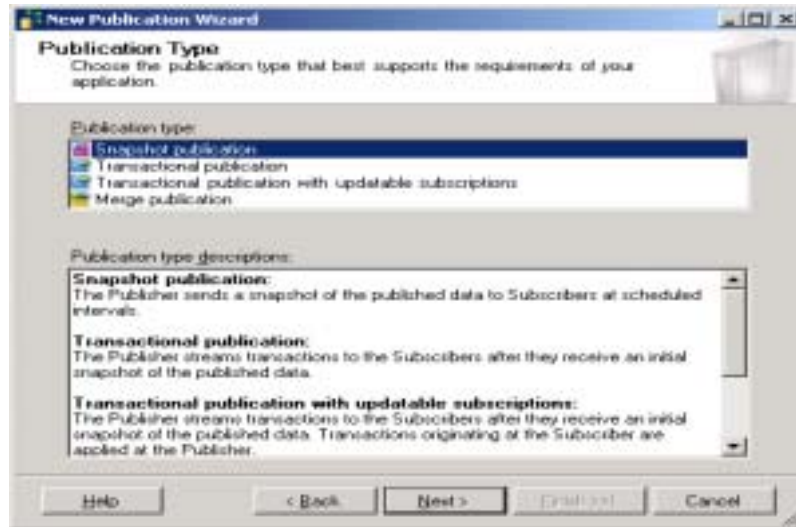 New Publication Wizard
Publication Type
Choose the publication type that best supports the requirements of your
application.
Publication type:
Snapshot publication
Transactional publication
Transactional publication with updatable subscriptions
Merge publication
Publication type descriptions:
Snapshot publication:
The Publisher sends a snapshot of the published data to Subscribers at scheduled
intervals.
Transactional publication:
The Publisher streams transactions to the Subscribers after they receive an initial
snapshot of the published data.
Transactional publication with updatable subscriptions:
The Publisher streams transactions to the Subscribers after they receive an initial
snapshot of the published data. Transactions originating at the Subscriber are
applied at the Publisher.
Help
< Back
Next >
Finish >>|
Cancel